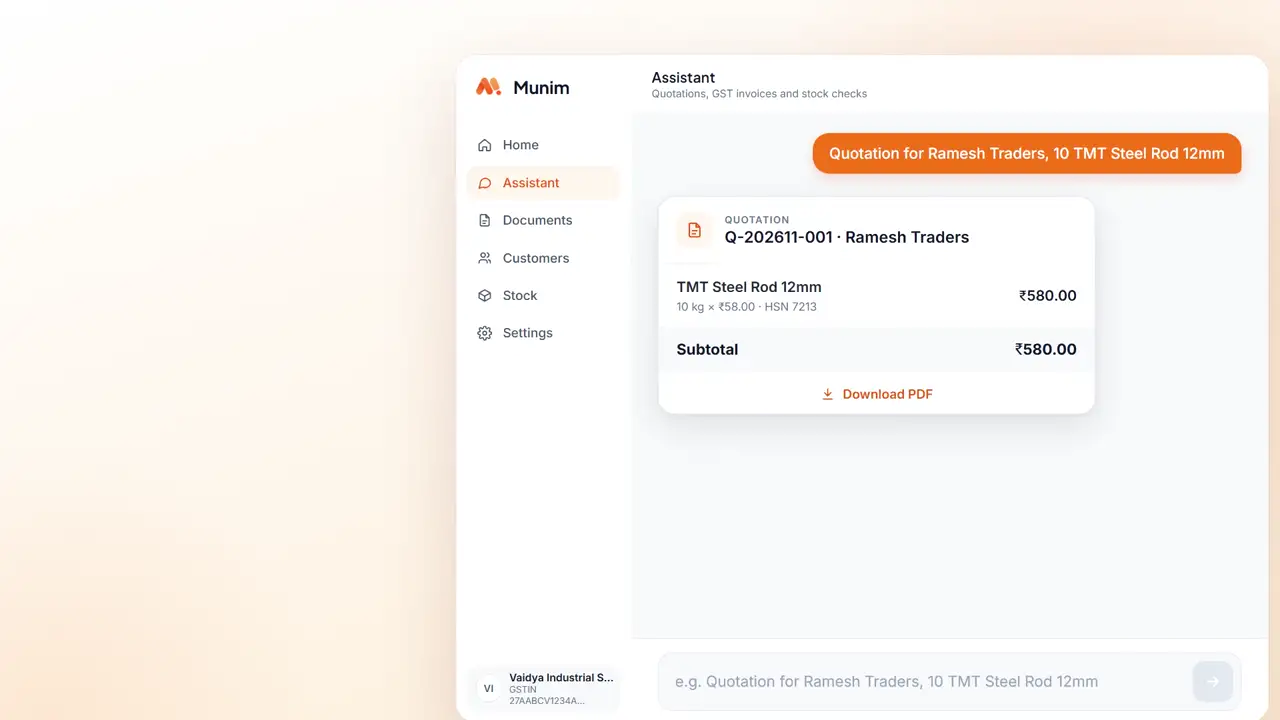 Munim
Home
Assistant
Documents
Customers
Stock
Settings
VI
Vaidya Industrial S...
GSTIN
27AABCV1234A...
Assistant
Quotations, GST invoices and stock checks
Quotation for Ramesh Traders, 10 TMT Steel Rod 12mm
QUOTATION
Q-202611-001 · Ramesh Traders
TMT Steel Rod 12mm
10 kg × ₹58.00 · HSN 7213
₹580.00
Subtotal ₹580.00
Download PDF
e.g. Quotation for Ramesh Traders, 10 TMT Steel Rod 12mm